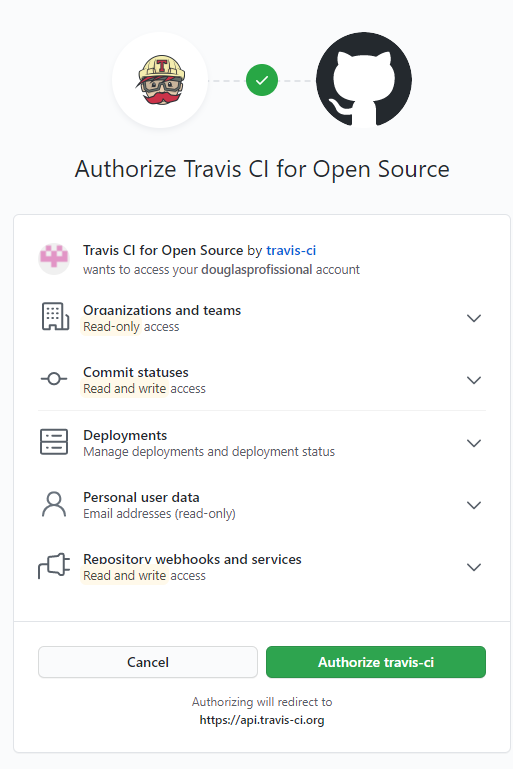 Authorize Travis CI for Open Source
Travis CI for Open Source by travis-ci
wants to access your douglasprofissional account
Organizations and teams
Read-only access
Commit statuses
Read and write access
Deployments
Manage deployments and deployment status
Personal user data
Email addresses (read-only)
Repository webhooks and services
Read and write access
Cancel
Authorize travis-ci
Authorizing will redirect to
https://api.travis-ci.org